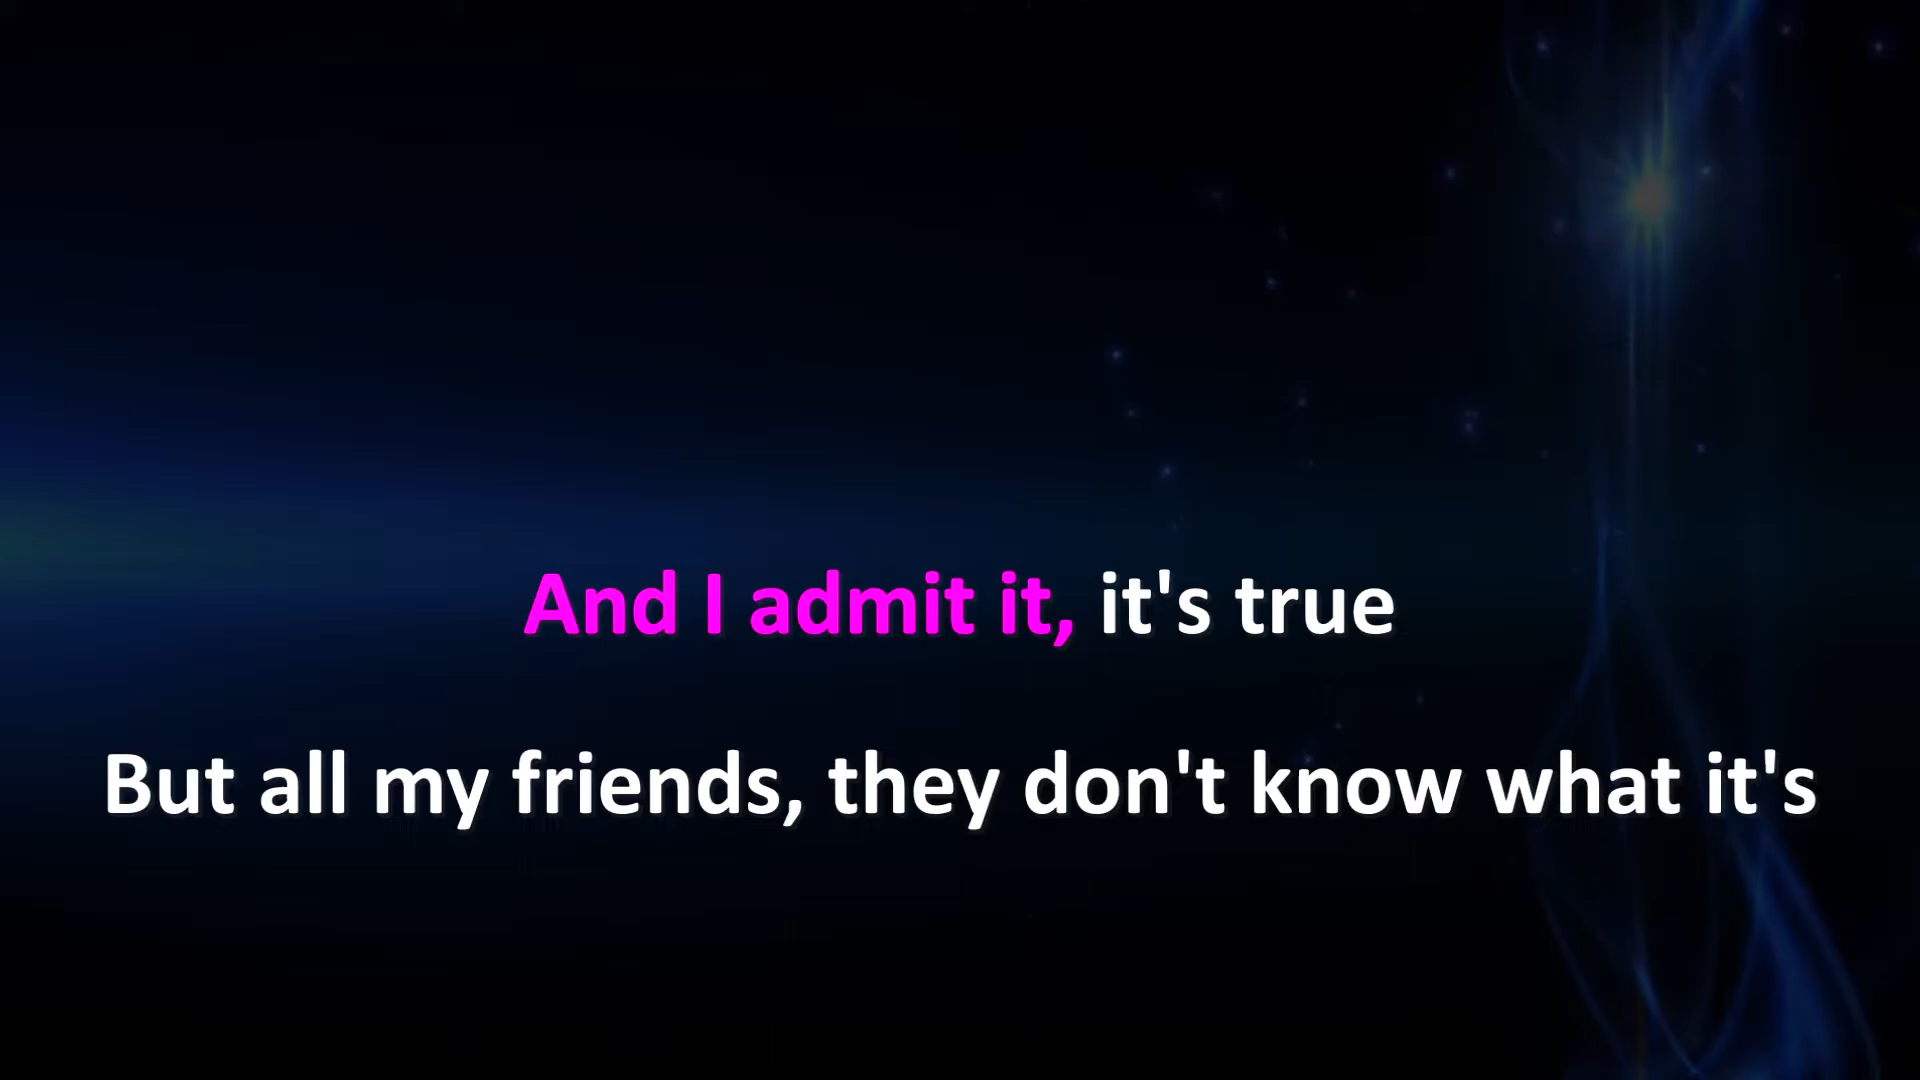 And I admit it, it's true
But all my friends, they don't know what it's